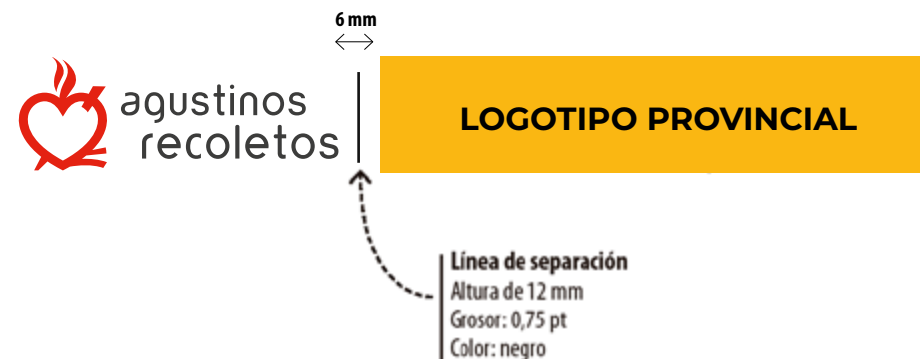 6 mm
agustinos
recoletos
LOGOTIPO PROVINCIAL
Línea de separación
Altura de 12 mm
Grosor: 0,75 pt
Color: negro